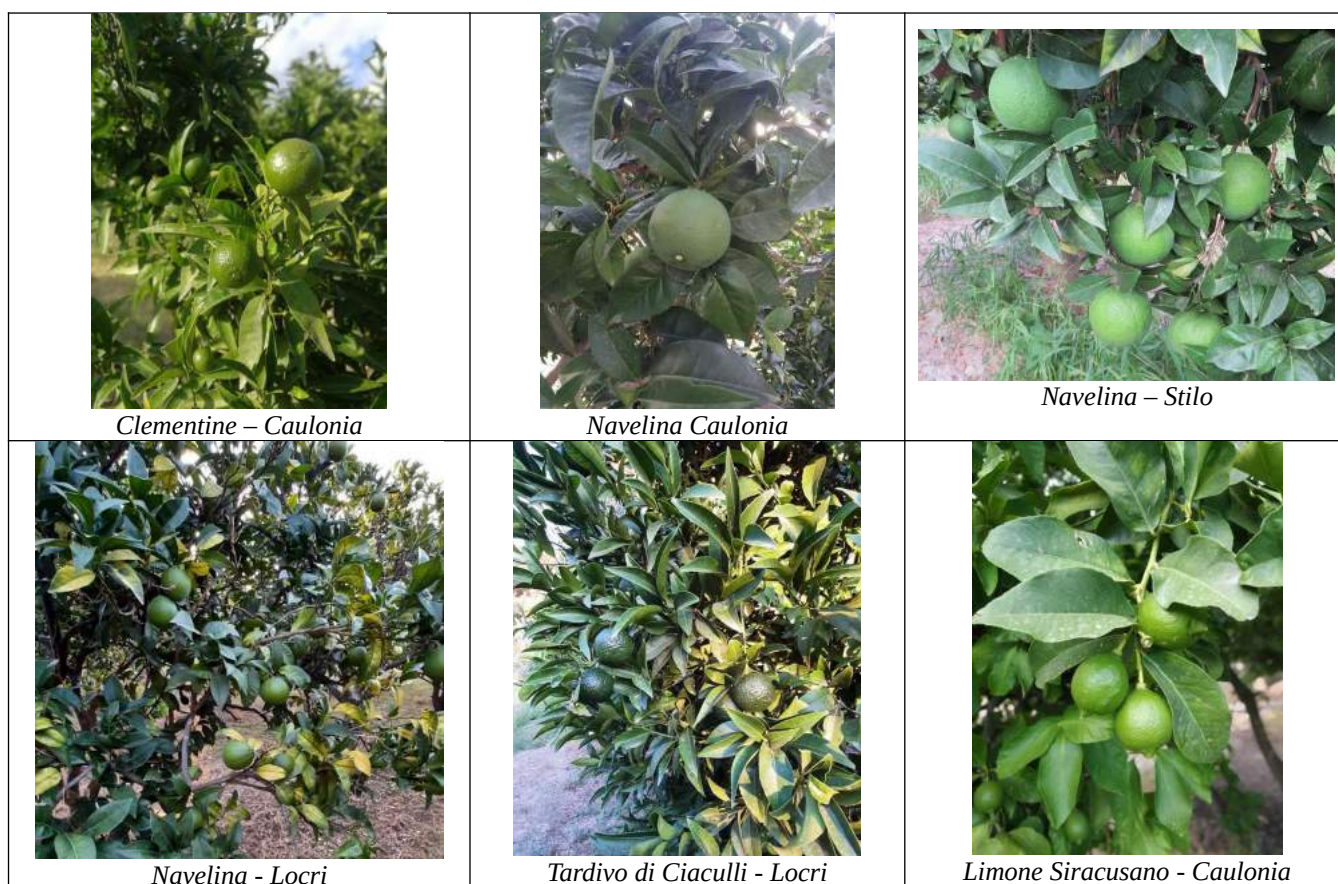 Clementine – Caulonia
Navelina Caulonia
Navelina – Stilo
Navelina - Locri
Tardivo di Ciaculli - Locri
Limone Siracusano - Caulonia